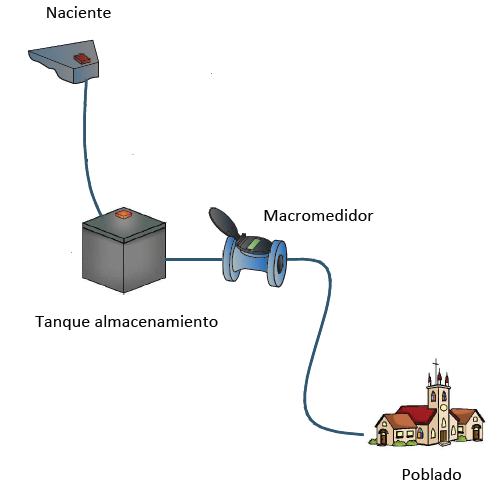 Naciente
Macromedidor
Tanque almacenamiento
Poblado